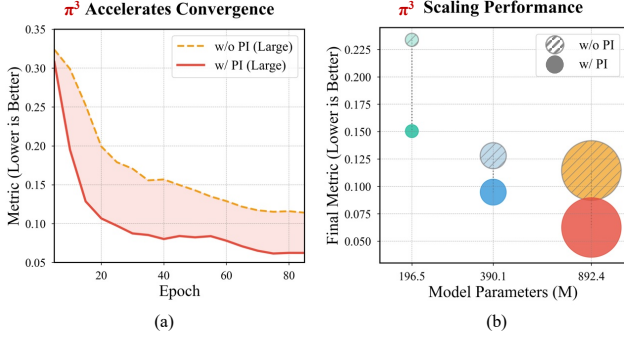 π³ Accelerates Convergence
Metric (Lower is Better)
0.35
0.30
0.25
0.20
0.15
0.10
0.05
w/o PI (Large)
w/ PI (Large)
20
40
60
80
Epoch
(a)
π³ Scaling Performance
Final Metric (Lower is Better)
0.225
0.200
0.175
0.150
0.125
0.100
0.075
0.050
w/o PI
w/ PI
196.5
390.1
892.4
Model Parameters (M)
(b)